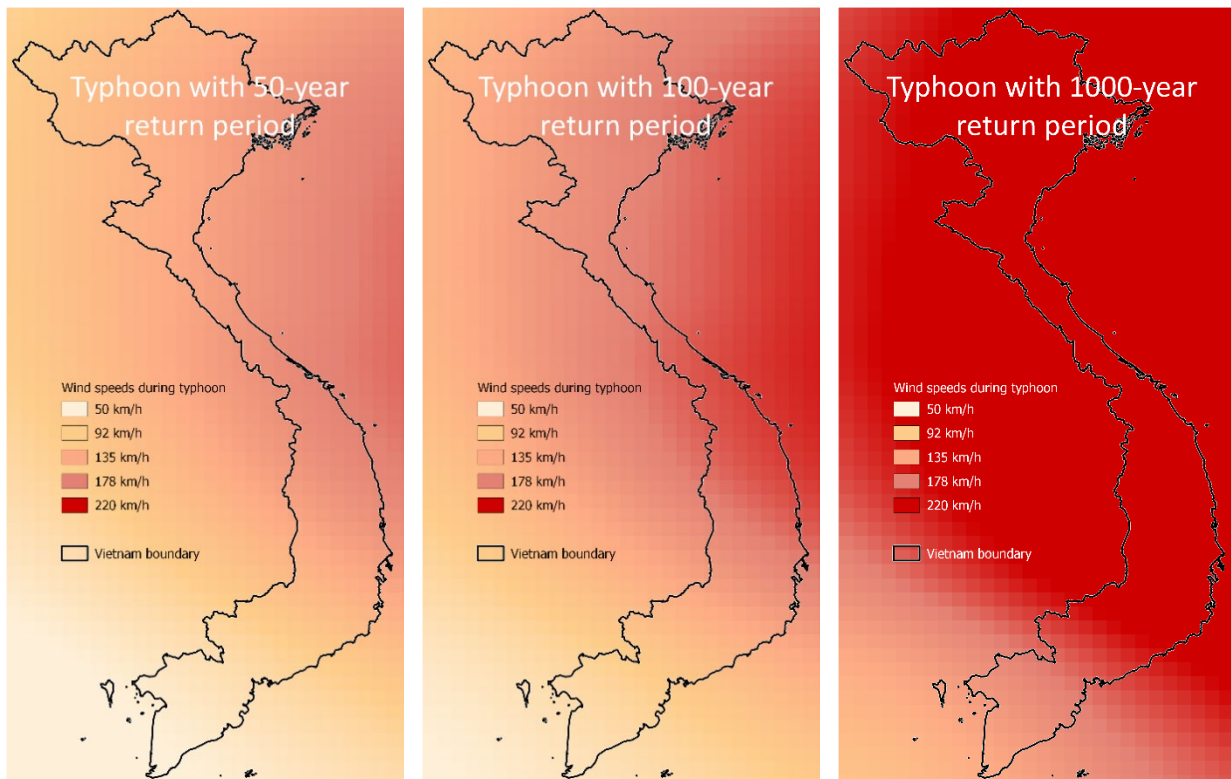 Typhoon with 50-year
return period
Wind speeds during typhoon
50 km/h
92 km/h
135 km/h
178 km/h
220 km/h
Vietnam boundary
Typhoon with 100-year
return period
Wind speeds during typhoon
50 km/h
92 km/h
135 km/h
178 km/h
220 km/h
Vietnam boundary
Typhoon with 1000-year
return period
Wind speeds during typhoon
50 km/h
92 km/h
135 km/h
178 km/h
220 km/h
Vietnam boundary